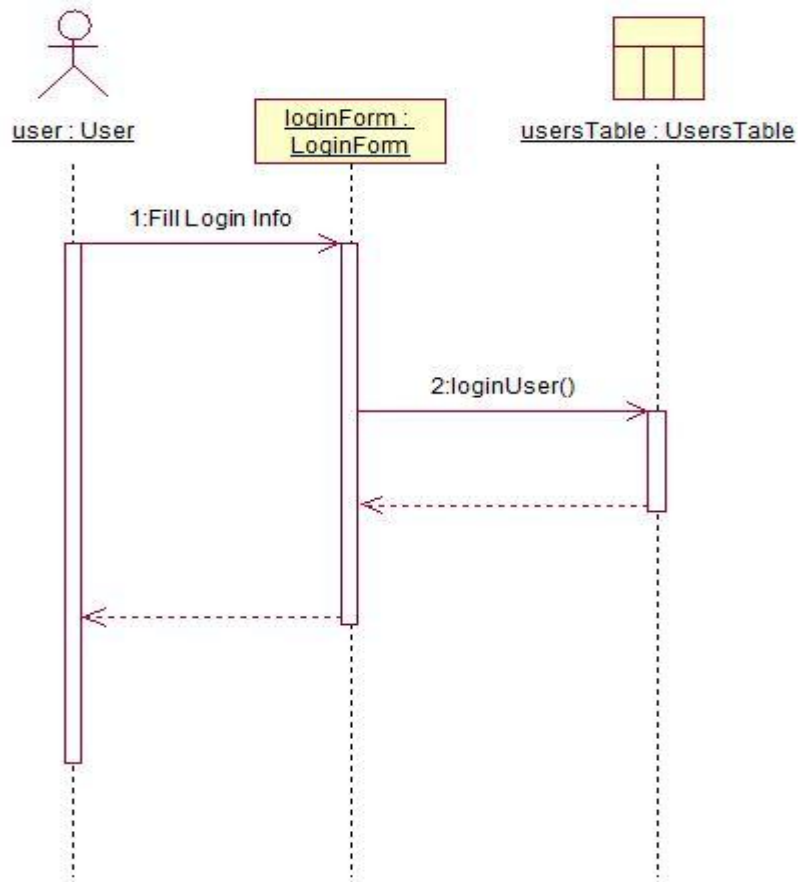 user : User
loginForm :
LoginForm
usersTable : UsersTable
1:Fill Login Info
2:loginUser()